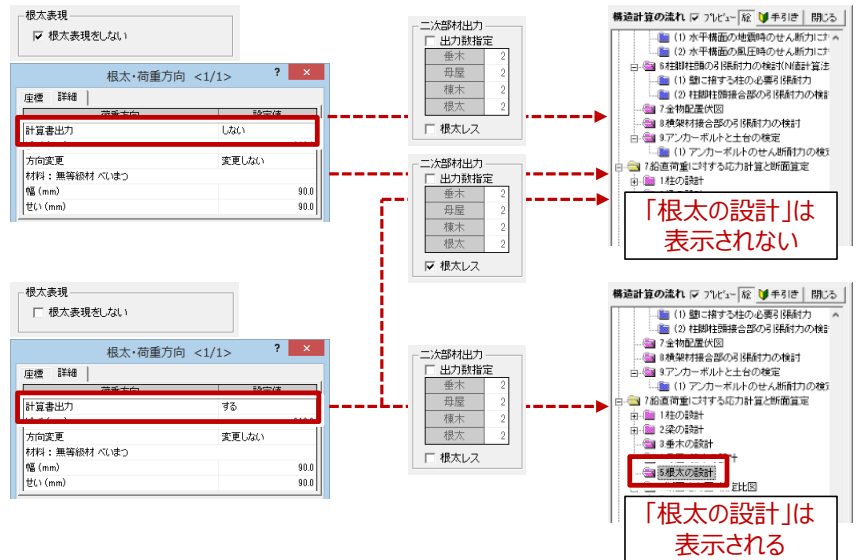 根太表現
根太表現をしない
根太・荷重方向 <1/1> ?
座標 詳細
荷重方向 設定値
計算書出力 しない
方向変更 変更しない
材料：無等級材 べいまつ
幅(mm) 90.0
せい(mm) 90.0
二次部材出力
出力数指定
垂木 2
母屋 2
棟木 2
根太 2
根太レス
二次部材出力
出力数指定
垂木 2
母屋 2
棟木 2
根太 2
根太レス
構造計算の流れ プレビュー 絵 手引き 閉じる
(1) 水平構面の地震時のせん断力に
(2) 水平構面の風圧時のせん断力に
6.柱脚柱頭の引張耐力の検討(N値計算法
(1) 壁に接する柱の必要引張耐力
(2) 柱脚柱頭接合部の引張耐力の検
7.金物配置伏図
8.横架材接合部の引張耐力の検討
9.アンカーボルトと土台の検定
(1) アンカーボルトのせん断耐力の検
7鉛直荷重に対する応力計算と断面算定
1.柱の設計
「根太の設計」は
表示されない
根太表現
根太表現をしない
根太・荷重方向 <1/1> ?
座標 詳細
荷重方向 設定値
計算書出力 する
方向変更 変更しない
材料：無等級材 べいまつ
幅(mm) 90.0
せい(mm) 90.0
二次部材出力
出力数指定
垂木 2
母屋 2
棟木 2
根太 2
根太レス
構造計算の流れ プレビュー 絵 手引き 閉じる
(1) 壁に接する柱の必要引張耐力
(2) 柱脚柱頭接合部の引張耐力の検
7.金物配置伏図
8.横架材接合部の引張耐力の検討
9.アンカーボルトと土台の検定
(1) アンカーボルトのせん断耐力の検
7鉛直荷重に対する応力計算と断面算定
1.柱の設計
2.梁の設計
3.垂木の設計
5.根太の設計
定比図
「根太の設計」は
表示される